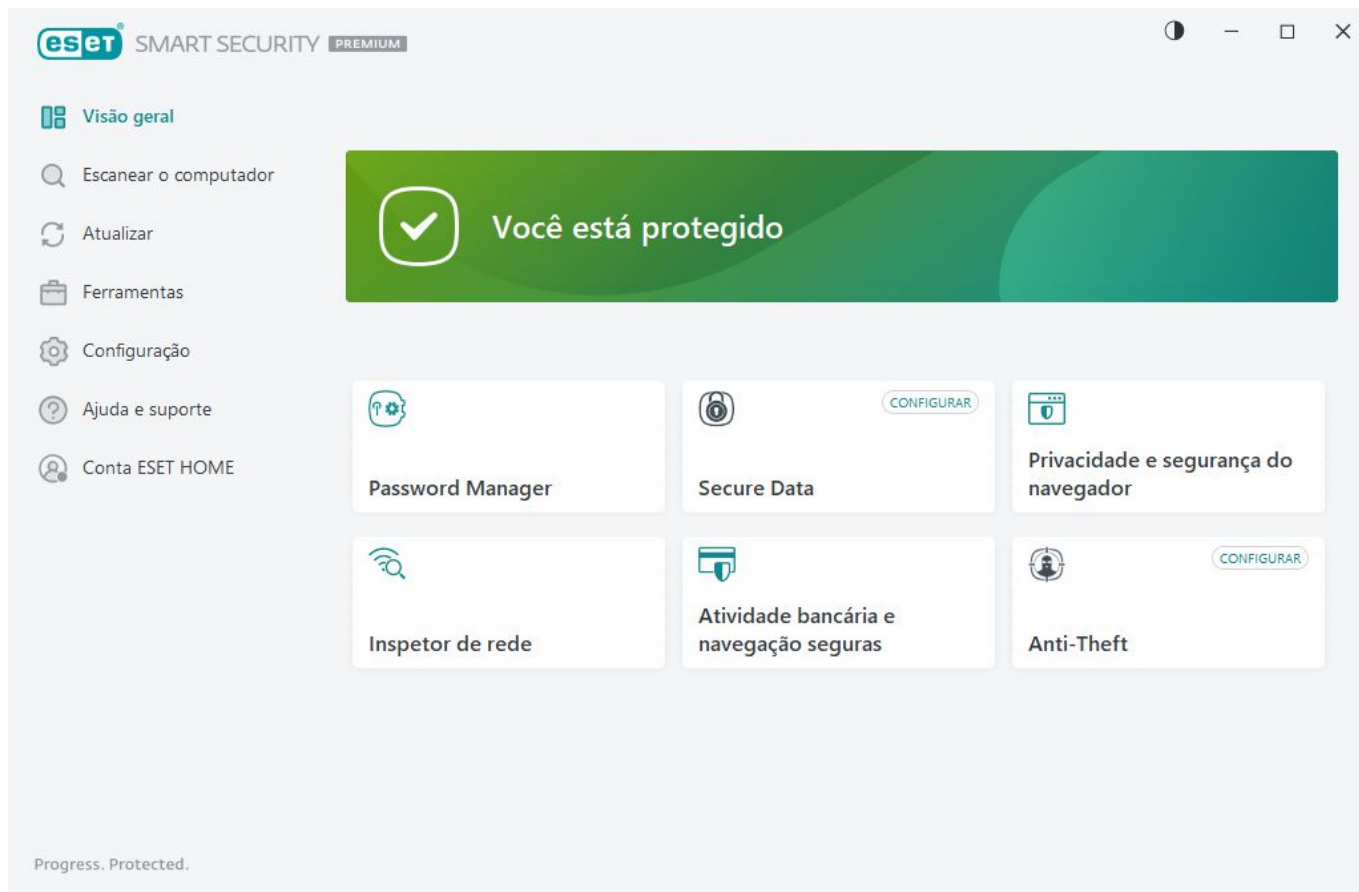 eset® SMART SECURITY PREMIUM
Visão geral
Escanear o computador
Atualizar
Ferramentas
Configuração
Ajuda e suporte
Conta ESET HOME
Você está protegido
Password Manager
CONFIGURAR
Secure Data
Privacidade e segurança do
navegador
Inspetor de rede
Atividade bancária e
navegação seguras
CONFIGURAR
Anti-Theft
Progress. Protected.